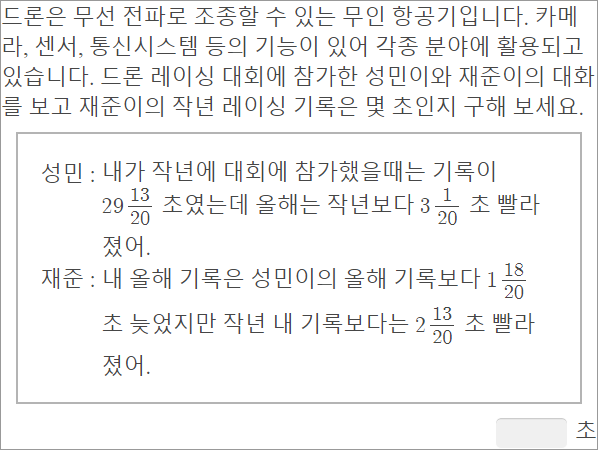 드론은 무선 전파로 조종할 수 있는 무인 항공기입니다. 카메
라, 센서, 통신시스템 등의 기능이 있어 각종 분야에 활용되고
있습니다. 드론 레이싱 대회에 참가한 성민이와 재준이의 대화
를 보고 재준이의 작년 레이싱 기록은 몇 초인지 구해 보세요.
성민 : 내가 작년에 대회에 참가했을때는 기록이
29 13/20 초였는데 올해는 작년보다 3 1/20 초 빨라
졌어.
재준 : 내 올해 기록은 성민이의 올해 기록보다 1 18/20
초 늦었지만 작년 내 기록보다는 2 13/20 초 빨라
졌어.
초